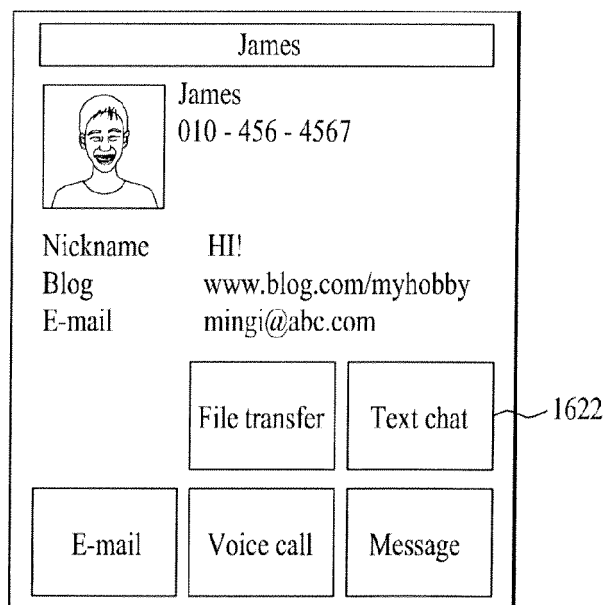 James
James
010 - 456 - 4567
Nickname HI!
Blog www.blog.com/myhobby
E-mail mingi@abc.com
File transfer Text chat 1622
E-mail Voice call Message